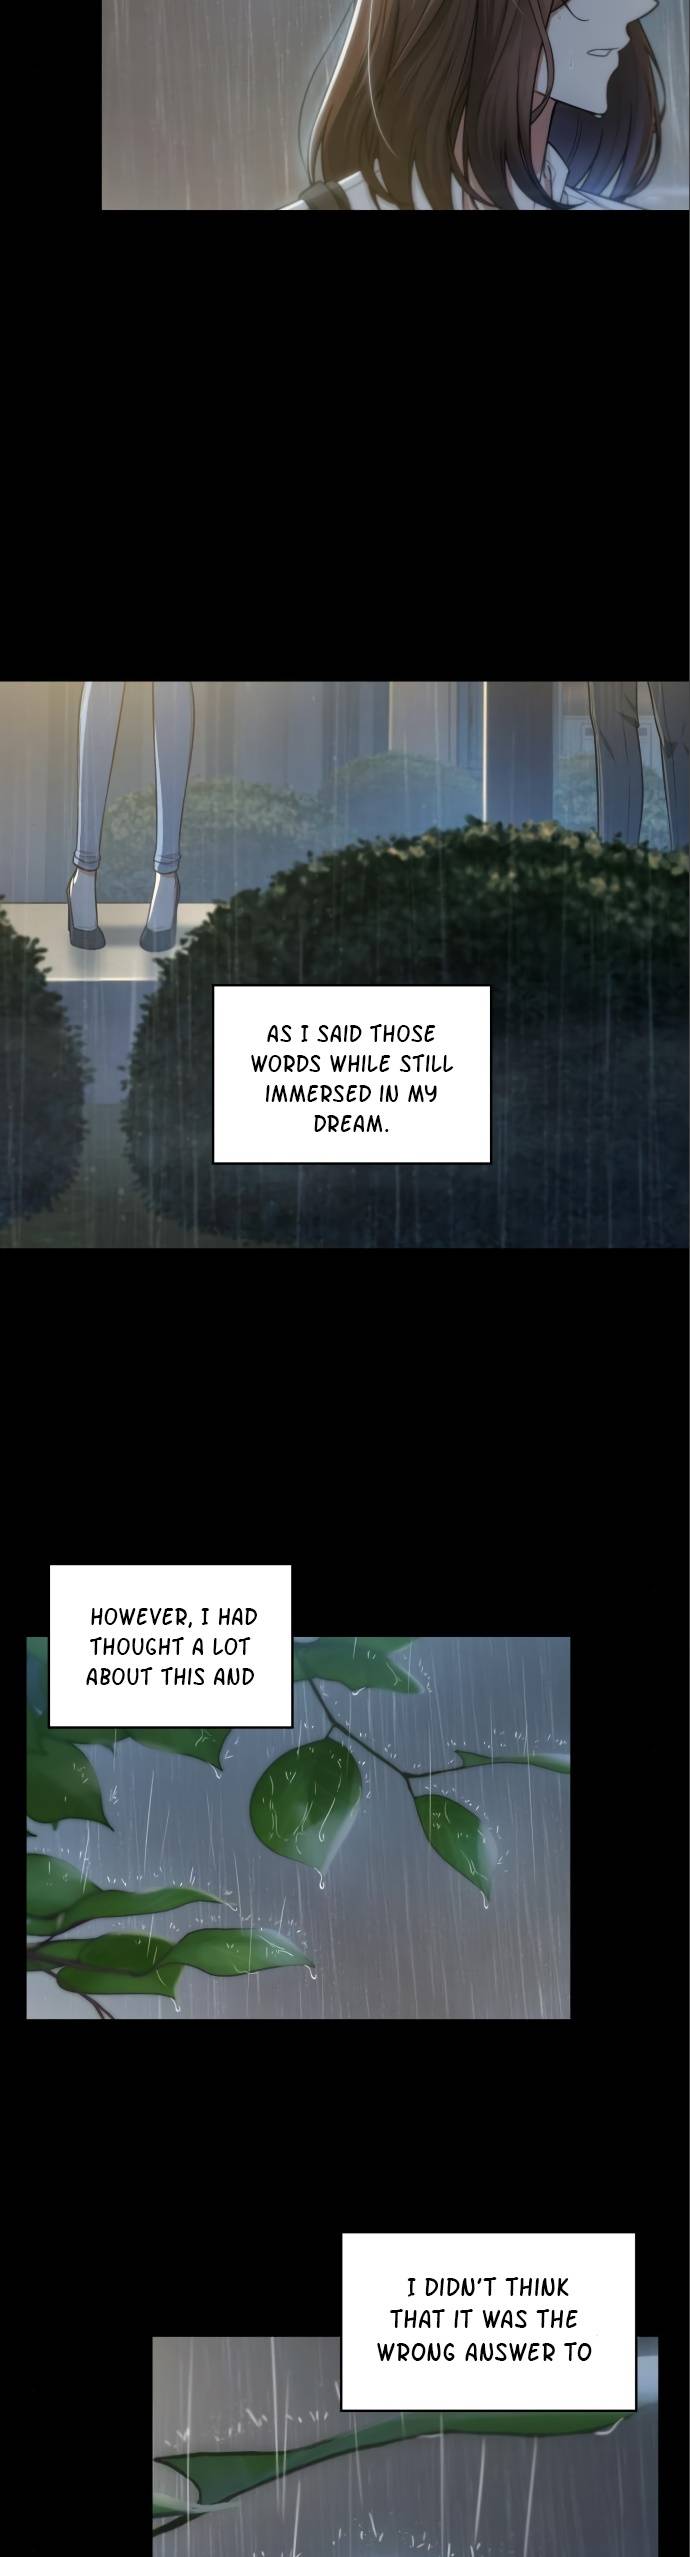 AS I SAID THOSE
WORDS WHILE STILL
IMMERSED IN MY
DREAM.
HOWEVER, I HAD
THOUGHT A LOT
ABOUT THIS AND
I DIDN'T THINK
THAT IT WAS THE
WRONG ANSWER TO